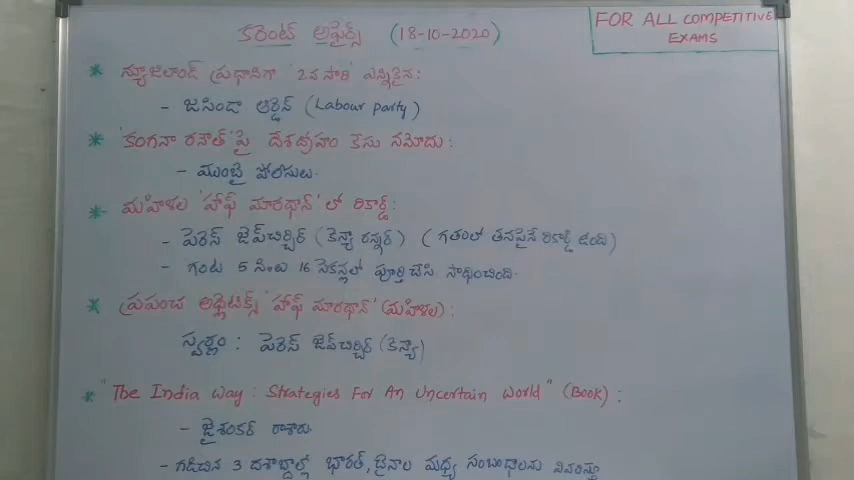 కరెంట్ అఫైర్స్ (18-10-2020)
FOR ALL COMPETITIVE
EXAMS
* న్యూజిలాండ్ ప్రధానిగా '2వ సారి' ఎన్నికైన:
- జసిండా ఆర్డెన్ (Labour party)
* 'కంగనా రనౌత్' పై దేశద్రోహం కేసు నమోదు:
- ముంబై పోలీసులు.
* మహిళల 'హాఫ్ మారథాన్' లో రికార్డ్:
- పెరెస్ జెప్‌చిర్చిర్ (కెన్యా రన్నర్) (గతంలో తనపైనే రికార్డ్ ఉంది)
- గంట 5 నిలు 16 సెకన్లలో పూర్తి చేసి సాధించింది.
* ప్రపంచ అథ్లెటిక్స్ 'హాఫ్ మారథాన్' (మహిళల):
స్వర్ణం : పెరెస్ జెప్‌చిర్చిర్ (కెన్యా)
* "The India Way : Strategies For An Uncertain World" (Book) :
- జైశంకర్ రాశారు.
- గడిచిన 3 దశాబ్దాల్లో భారత్, చైనాల మధ్య సంబంధాలను వివరిస్తూ